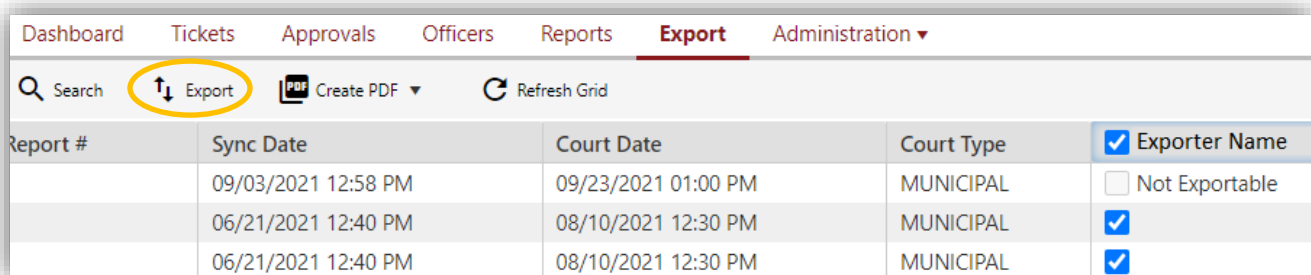 Dashboard Tickets Approvals Officers Reports Export Administration ▾
Search Export PDF Create PDF ▾ Refresh Grid
Report # Sync Date Court Date Court Type Exporter Name
09/03/2021 12:58 PM 09/23/2021 01:00 PM MUNICIPAL Not Exportable
06/21/2021 12:40 PM 08/10/2021 12:30 PM MUNICIPAL
06/21/2021 12:40 PM 08/10/2021 12:30 PM MUNICIPAL